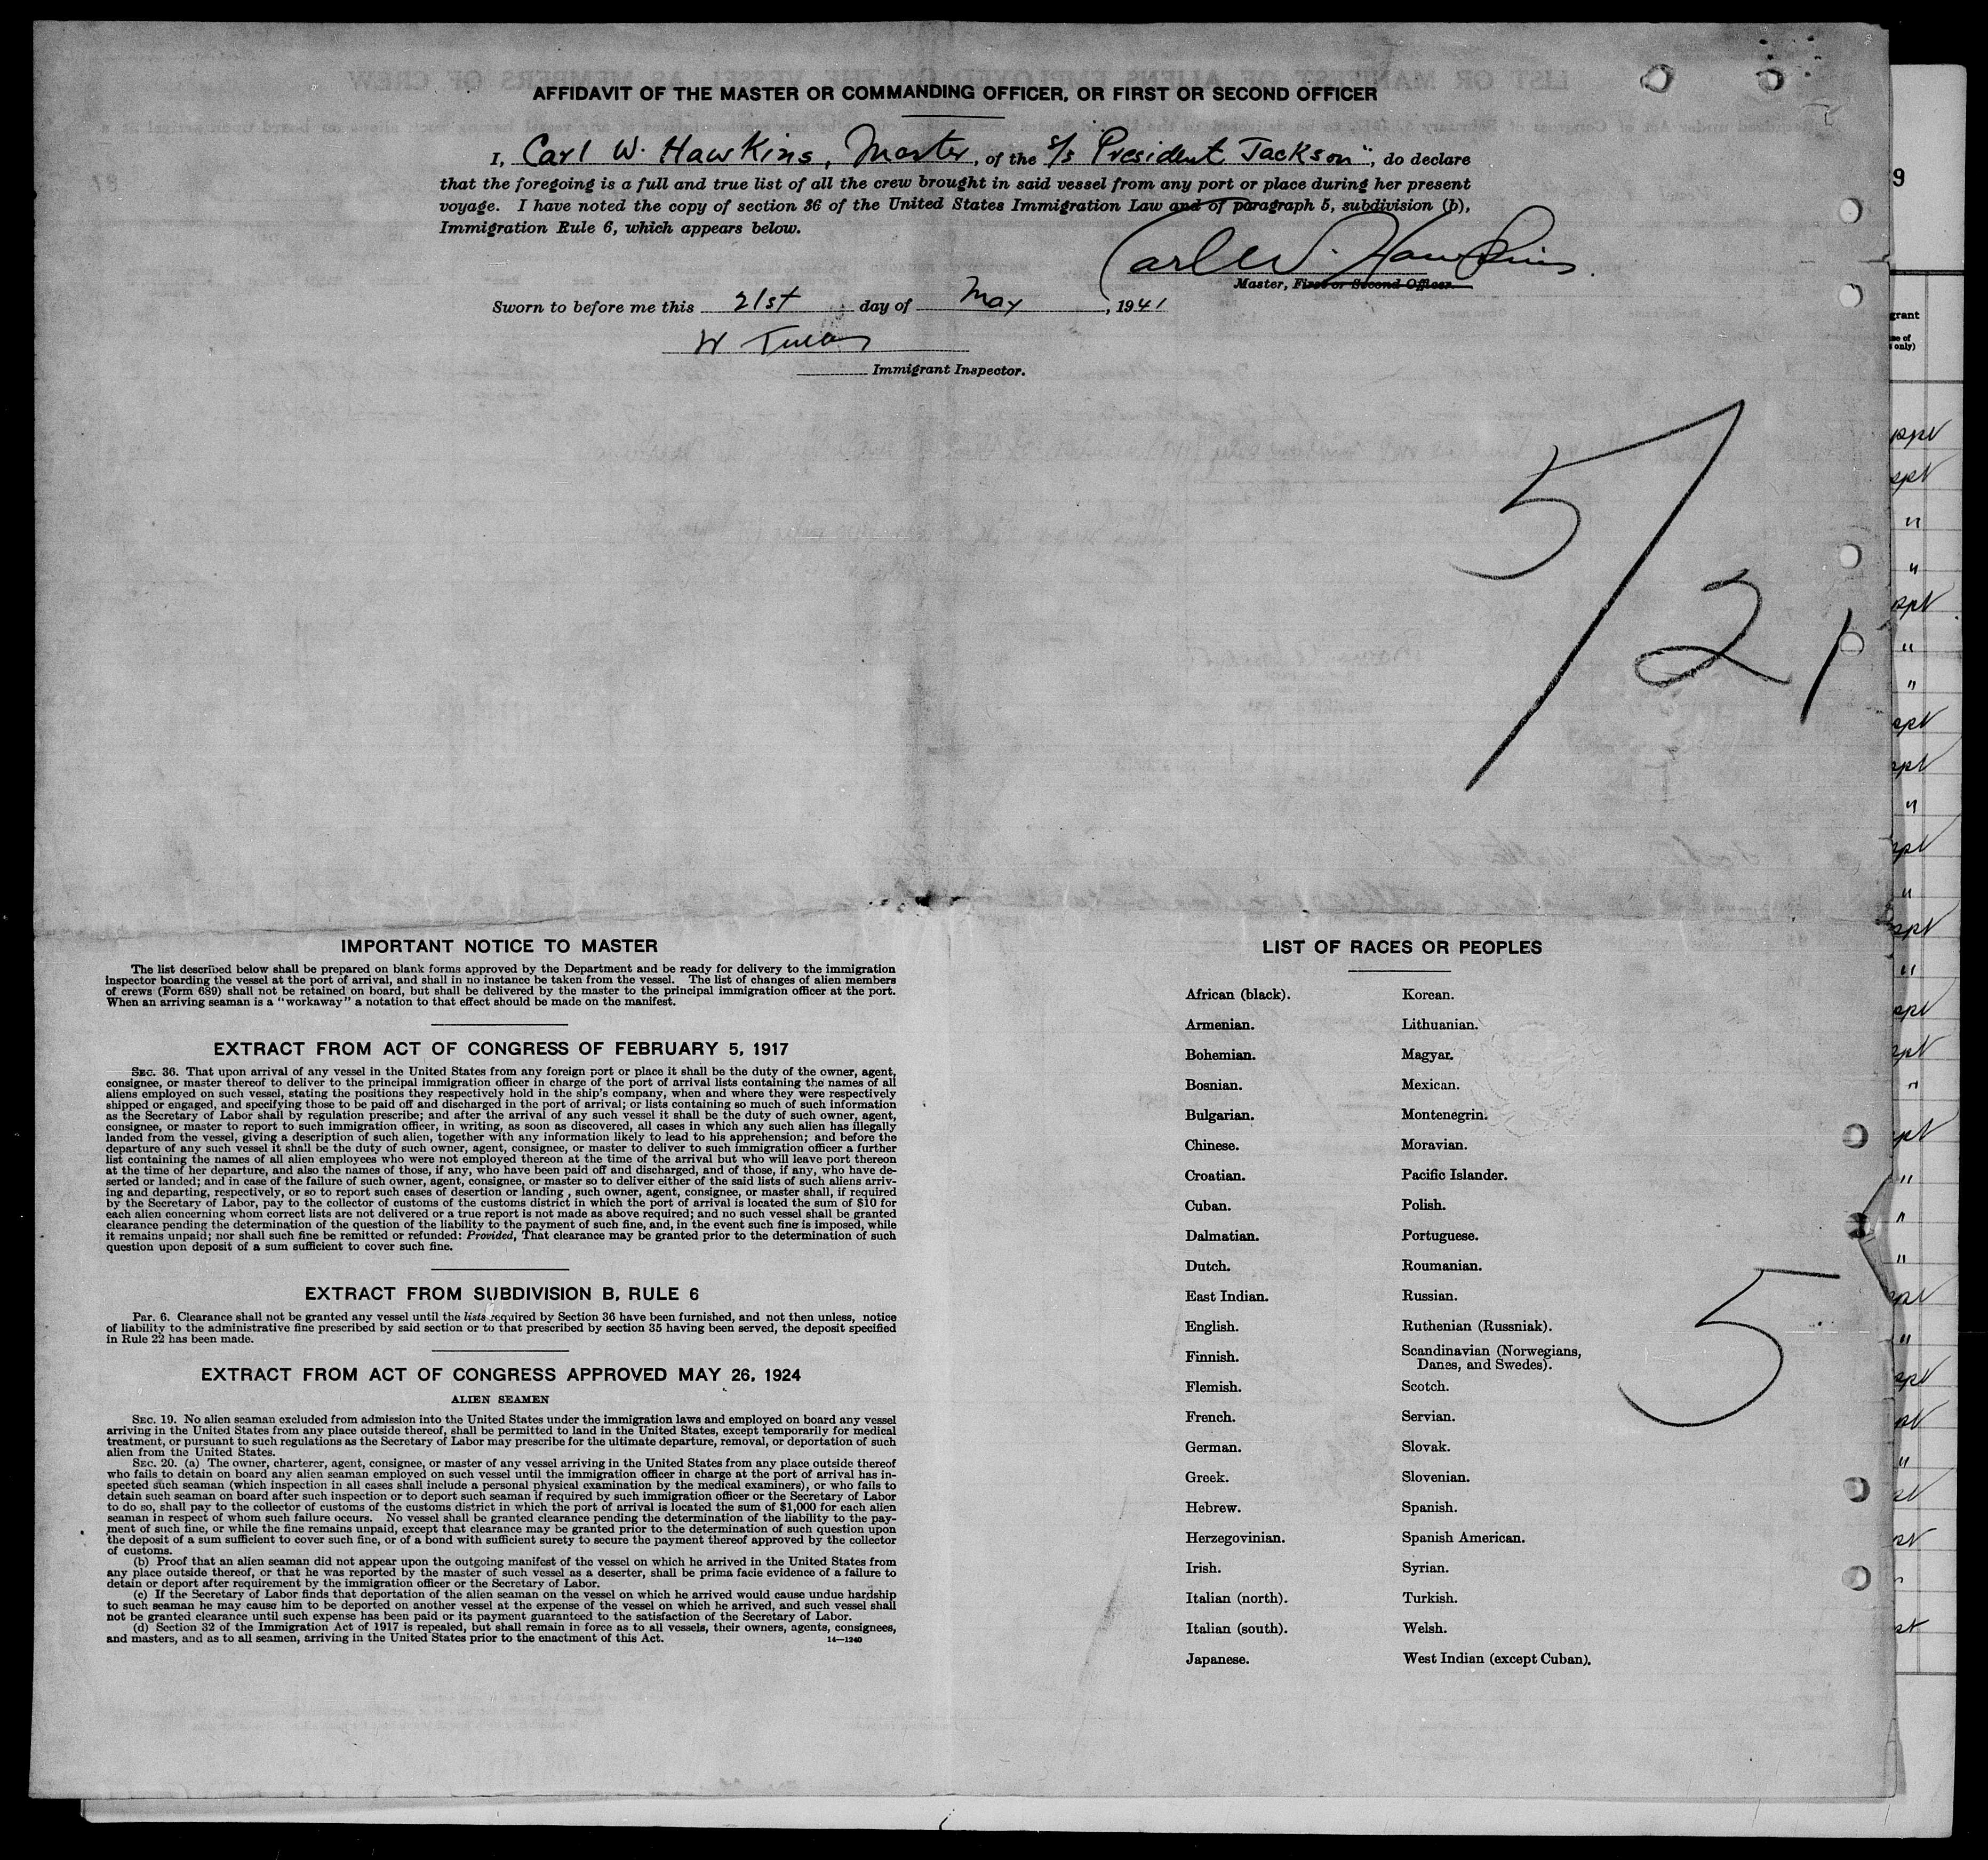 AFFIDAVIT OF THE MASTER OR COMMANDING OFFICER, OR FIRST OR SECOND OFFICER
I, Carl W. Hawkins, Master, of the S/S "President Jackson", do declare
that the foregoing is a full and true list of all the crew brought in said vessel from any port or place during her present
voyage. I have noted the copy of section 36 of the United States Immigration Law and of paragraph 5, subdivision (b),
Immigration Rule 6, which appears below.
Carl W. Hawkins
Master, First or Second Officer.
Sworn to before me this 21st day of May, 1941
W
Immigrant Inspector.
5/21
IMPORTANT NOTICE TO MASTER
The list described below shall be prepared on blank forms approved by the Department and be ready for delivery to the immigration
inspector boarding the vessel at the port of arrival, and shall in no instance be taken from the vessel. The list of changes of alien members
of crews (Form 689) shall not be retained on board, but shall be delivered by the master to the principal immigration officer at the port.
When an arriving seaman is a "workaway" a notation to that effect should be made on the manifest.
EXTRACT FROM ACT OF CONGRESS OF FEBRUARY 5, 1917
SEC. 36. That upon arrival of any vessel in the United States from any foreign port or place it shall be the duty of the owner, agent,
consignee, or master thereof to deliver to the principal immigration officer in charge of the port of arrival lists containing the names of all
aliens employed on such vessel, stating the positions they respectively hold in the ship's company, when and where they were respectively
shipped or engaged, and specifying those to be paid off and discharged in the port of arrival; or lists containing so much of such information
as the Secretary of Labor shall by regulation prescribe; and after the arrival of any such vessel it shall be the duty of such owner, agent,
consignee, or master to report to such immigration officer, in writing, as soon as discovered, all cases in which any such alien has illegally
landed from the vessel, giving a description of such alien, together with any information likely to lead to his apprehension; and before the
departure of any such vessel it shall be the duty of such owner, agent, consignee, or master to deliver to such immigration officer a further
list containing the names of all alien employees who were not employed thereon at the time of the arrival but who will leave port thereon
at the time of her departure, and also the names of those, if any, who have been paid off and discharged, and of those, if any, who have de-
serted or landed; and in case of the failure of such owner, agent, consignee, or master so to deliver either of the said lists of such aliens arriv-
ing and departing, respectively, or so to report such cases of desertion or landing , such owner, agent, consignee, or master shall, if required
by the Secretary of Labor, pay to the collector of customs of the customs district in which the port of arrival is located the sum of $10 for
each alien concerning whom correct lists are not delivered or a true report is not made as above required; and no such vessel shall be granted
clearance pending the determination of the question of the liability to the payment of such fine, and, in the event such fine is imposed, while
it remains unpaid; nor shall such fine be remitted or refunded: Provided, That clearance may be granted prior to the determination of such
question upon deposit of a sum sufficient to cover such fine.
EXTRACT FROM SUBDIVISION B, RULE 6
PAR. 6. Clearance shall not be granted any vessel until the lists required by Section 36 have been furnished, and not then unless, notice
of liability to the administrative fine prescribed by said section or to that prescribed by section 35 having been served, the deposit specified
in Rule 22 has been made.
EXTRACT FROM ACT OF CONGRESS APPROVED MAY 26, 1924
ALIEN SEAMEN
SEC. 19. No alien seaman excluded from admission into the United States under the immigration laws and employed on board any vessel
arriving in the United States from any place outside thereof, shall be permitted to land in the United States, except temporarily for medical
treatment, or pursuant to such regulations as the Secretary of Labor may prescribe for the ultimate departure, removal, or deportation of such
alien from the United States.
SEC. 20. (a) The owner, charterer, agent, consignee, or master of any vessel arriving in the United States from any place outside thereof
who fails to detain on board any alien seaman employed on such vessel until the immigration officer in charge at the port of arrival has in-
spected such seaman (which inspection in all cases shall include a personal physical examination by the medical examiners), or who fails to
detain such seaman on board after such inspection or to deport such seaman if required by such immigration officer or the Secretary of Labor
to do so, shall pay to the collector of customs of the customs district in which the port of arrival is located the sum of $1,000 for each alien
seaman in respect of whom such failure occurs. No vessel shall be granted clearance pending the determination of the liability to the pay-
ment of such fine, or while the fine remains unpaid, except that clearance may be granted prior to the determination of such question upon
the deposit of a sum sufficient to cover such fine, or of a bond with sufficient surety to secure the payment thereof approved by the collector
of customs.
(b) Proof that an alien seaman did not appear upon the outgoing manifest of the vessel on which he arrived in the United States from
any place outside thereof, or that he was reported by the master of such vessel as a deserter, shall be prima facie evidence of a failure to
detain or deport after requirement by the immigration officer or the Secretary of Labor.
(c) If the Secretary of Labor finds that deportation of the alien seaman on the vessel on which he arrived would cause undue hardship
to such seaman he may cause him to be deported on another vessel at the expense of the vessel on which he arrived, and such vessel shall
not be granted clearance until such expense has been paid or its payment guaranteed to the satisfaction of the Secretary of Labor.
(d) Section 32 of the Immigration Act of 1917 is repealed, but shall remain in force as to all vessels, their owners, agents, consignees,
and masters, and as to all seamen, arriving in the United States prior to the enactment of this Act.
14—1240
LIST OF RACES OR PEOPLES
African (black).
Armenian.
Bohemian.
Bosnian.
Bulgarian.
Chinese.
Croatian.
Cuban.
Dalmatian.
Dutch.
East Indian.
English.
Finnish.
Flemish.
French.
German.
Greek.
Hebrew.
Herzegovinian.
Irish.
Italian (north).
Italian (south).
Japanese.
Korean.
Lithuanian.
Magyar.
Mexican.
Montenegrin.
Moravian.
Pacific Islander.
Polish.
Portuguese.
Roumanian.
Russian.
Ruthenian (Russniak).
Scandinavian (Norwegians,
Danes, and Swedes).
Scotch.
Servian.
Slovak.
Slovenian.
Spanish.
Spanish American.
Syrian.
Turkish.
Welsh.
West Indian (except Cuban).
5
9